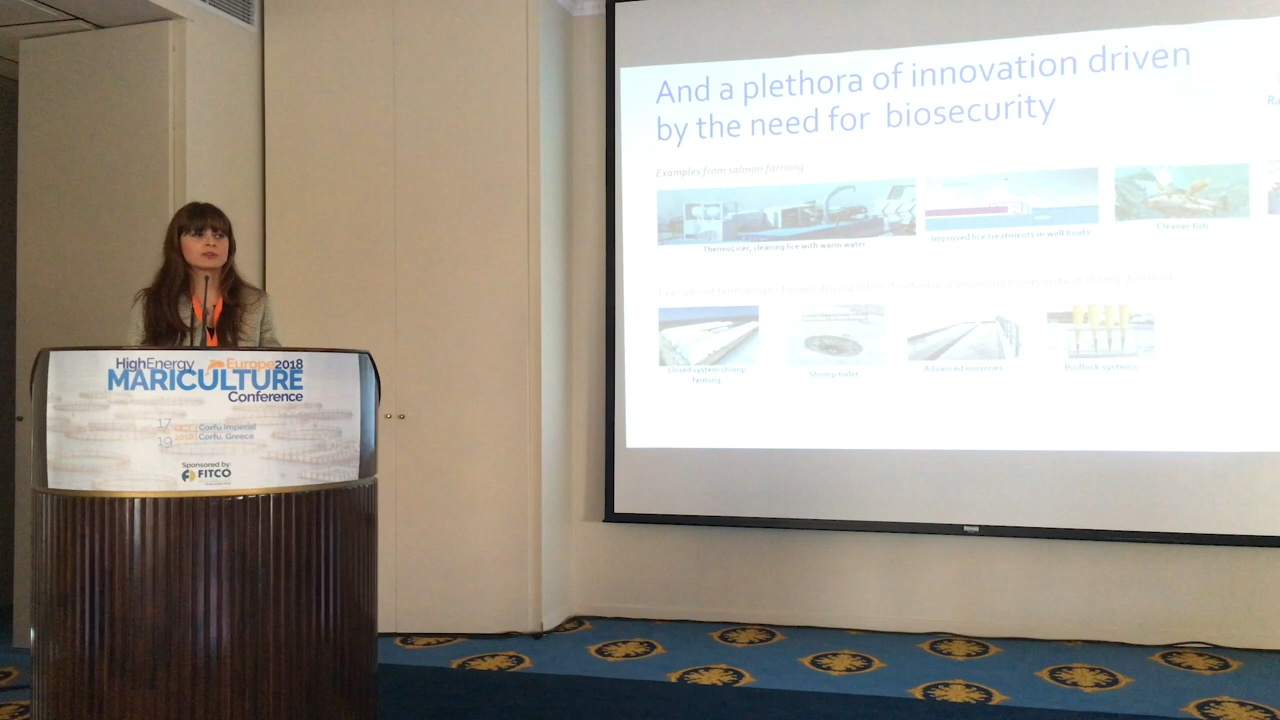 And a plethora of innovation driven
by the need for biosecurity
Examples from salmon farming
ThermoLicer, cleaning lice with warm water
Improved lice treatments in well boats
Cleaner fish
Closed system shrimp
farming
Shrimp toilet
Advanced nurseries
Bioflock systems
HighEnergy Europe2018
MARICULTURE
Conference
17 OCT Corfu Imperial
19 2018 Corfu, Greece
Sponsored by:
FITCO